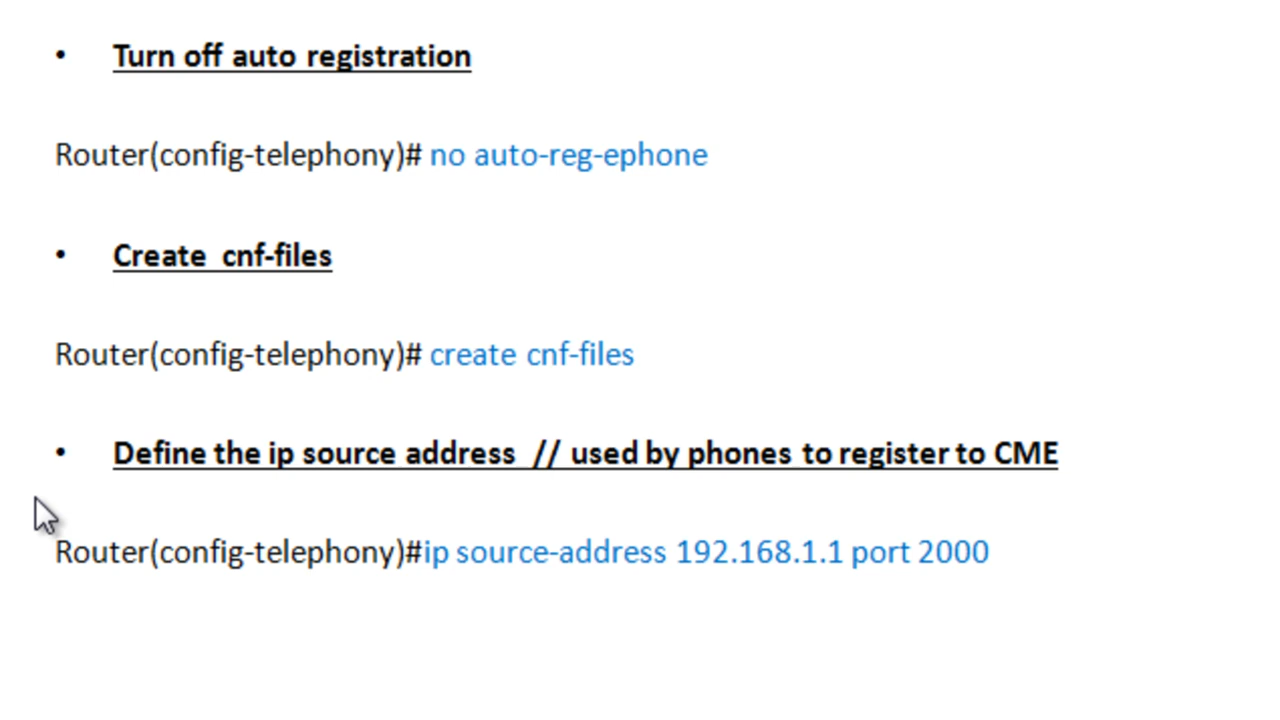 • Turn off auto registration
Router(config-telephony)# no auto-reg-ephone
• Create cnf-files
Router(config-telephony)# create cnf-files
• Define the ip source address // used by phones to register to CME
Router(config-telephony)#ip source-address 192.168.1.1 port 2000